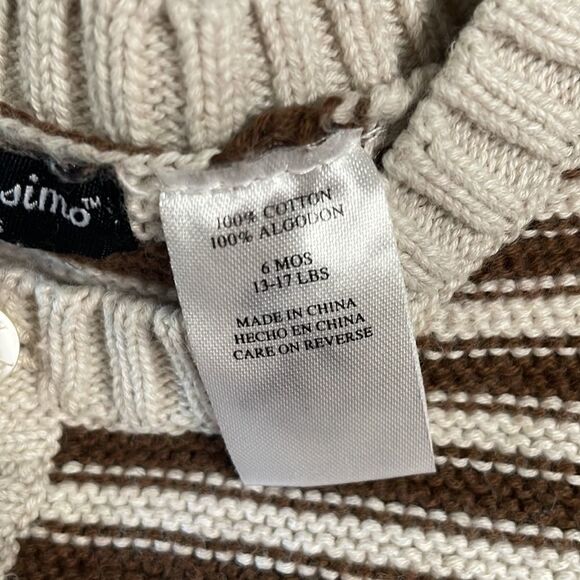 100% COTTON
100% ALGODON
6 MOS
13-17 LBS
MADE IN CHINA
HECHO EN CHINA
CARE ON REVERSE